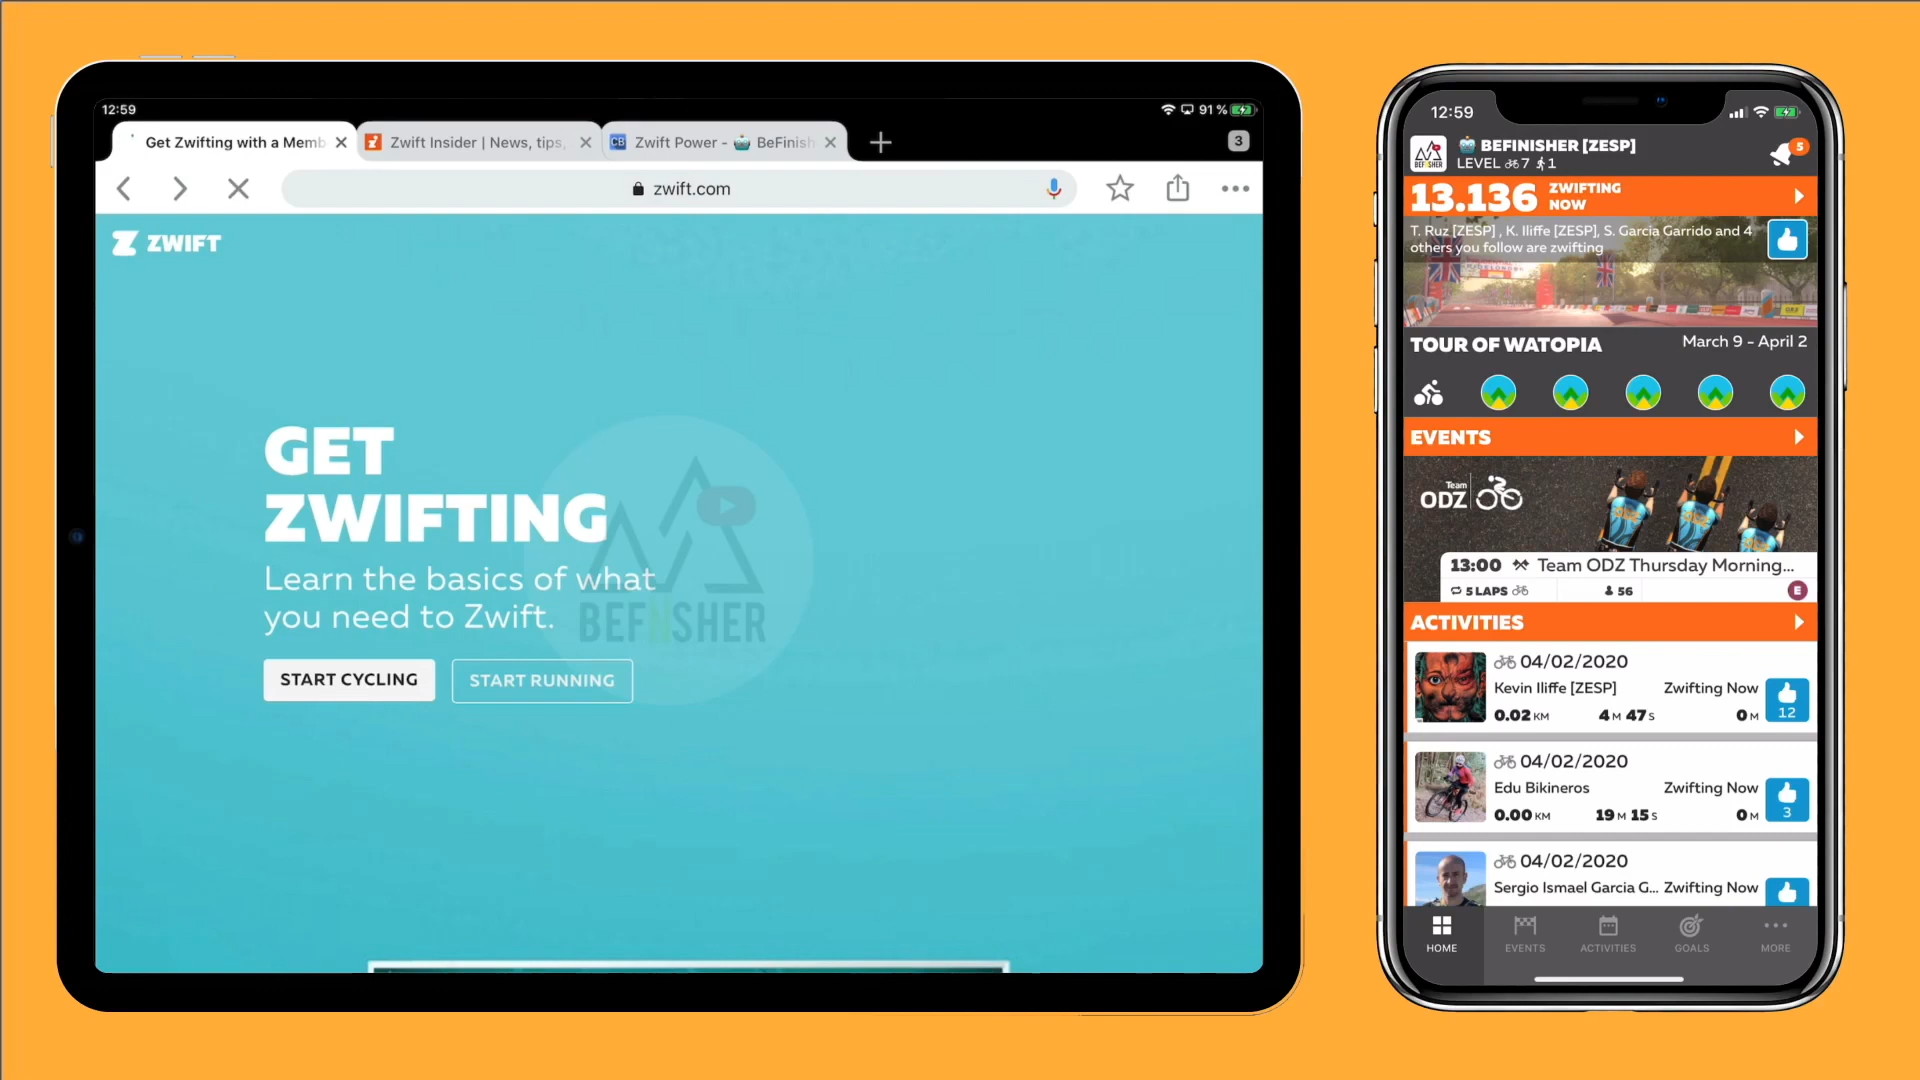 12:59
91 %
Get Zwifting with a Memb
Zwift Insider | News, tips,
CB Zwift Power - BeFinish
3
zwift.com
ZWIFT
GET
ZWIFTING
Learn the basics of what
you need to Zwift.
START CYCLING
START RUNNING
BEFNSHER
12:59
BEFINISHER [ZESP]
LEVEL 7 1
5
13.136 ZWIFTING
NOW
T. Ruz [ZESP] , K. Iliffe [ZESP], S. Garcia Garrido and 4
others you follow are zwifting
TOUR OF WATOPIA
March 9 - April 2
EVENTS
Team
ODZ
13:00 Team ODZ Thursday Morning...
5 LAPS
56
E
ACTIVITIES
04/02/2020
Kevin Iliffe [ZESP] Zwifting Now
0.02 KM 4 M 47 S 0 M
12
04/02/2020
Edu Bikineros Zwifting Now
0.00 KM 19 M 15 S 0 M
3
04/02/2020
Sergio Ismael Garcia G... Zwifting Now
HOME
EVENTS
ACTIVITIES
GOALS
MORE